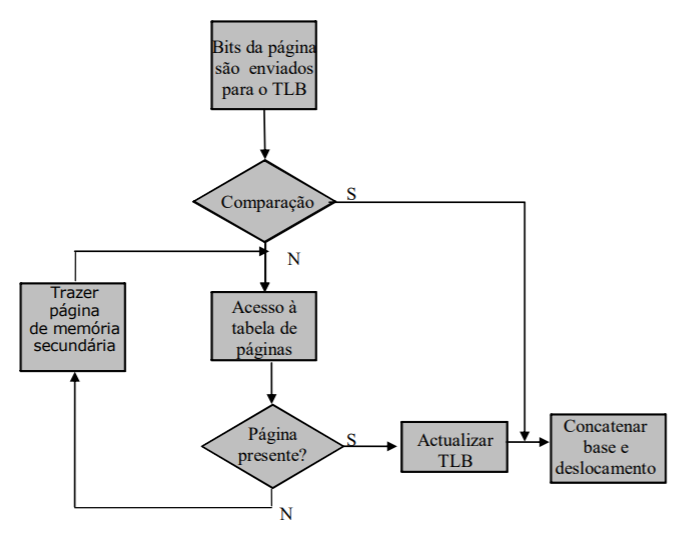 Bits da página
são enviados
para o TLB
Comparação
S
N
Trazer
página
de memória
secundária
Acesso à
tabela de
páginas
Página
presente?
S
N
Actualizar
TLB
Concatenar
base e
deslocamento